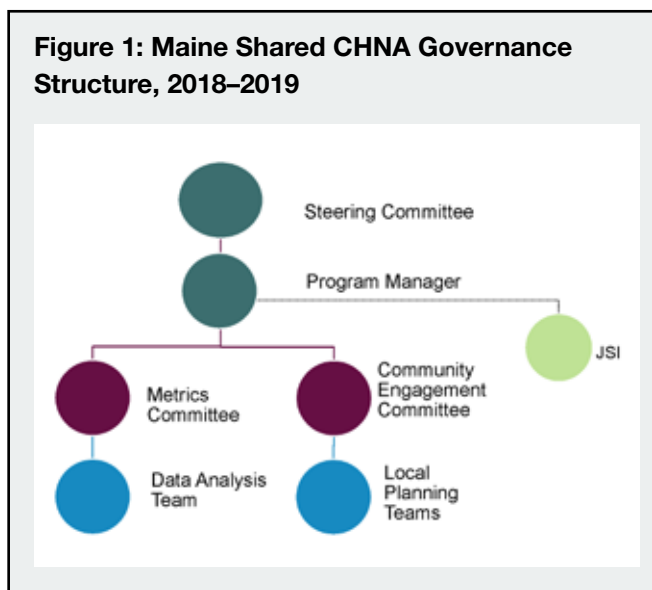 Figure 1: Maine Shared CHNA Governance
Structure, 2018–2019
Steering Committee
Program Manager
JSI
Metrics
Committee
Community
Engagement
Committee
Data Analysis
Team
Local
Planning
Teams